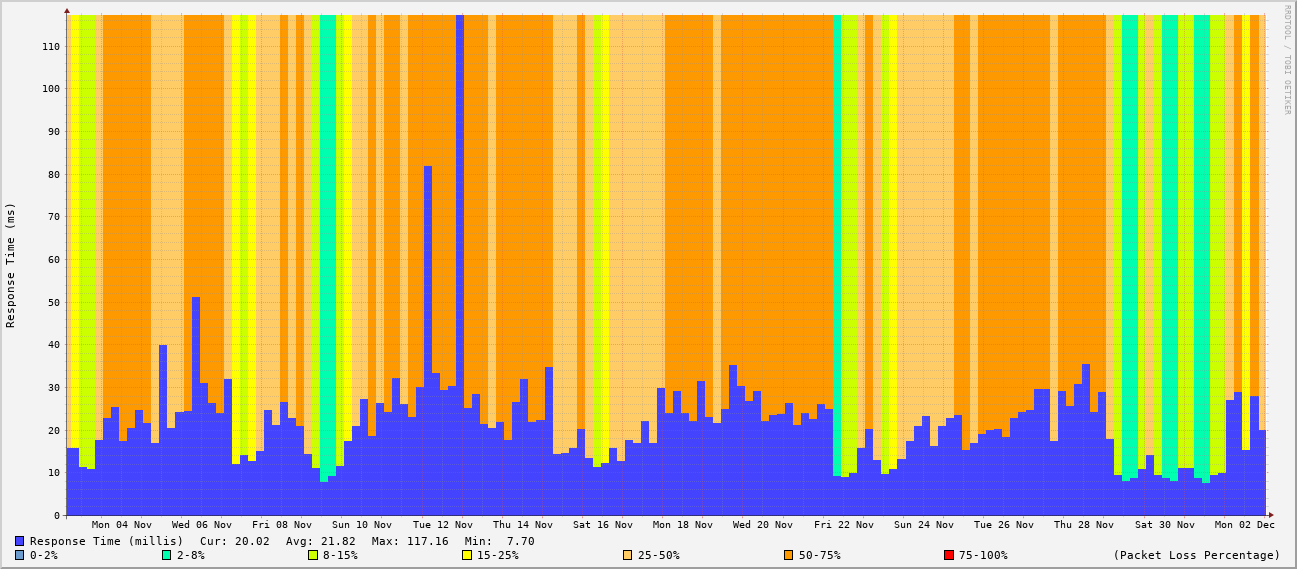 RRDTOOL / TOBI OETIKER
Response Time (ms)
110
100
90
80
70
60
50
40
30
20
10
0
Mon 04 Nov Wed 06 Nov Fri 08 Nov Sun 10 Nov Tue 12 Nov Thu 14 Nov Sat 16 Nov Mon 18 Nov Wed 20 Nov Fri 22 Nov Sun 24 Nov Tue 26 Nov Thu 28 Nov Sat 30 Nov Mon 02 Dec
Response Time (millis) Cur: 20.02 Avg: 21.82 Max: 117.16 Min: 7.70
0-2% 2-8% 8-15% 15-25% 25-50% 50-75% 75-100% (Packet Loss Percentage)